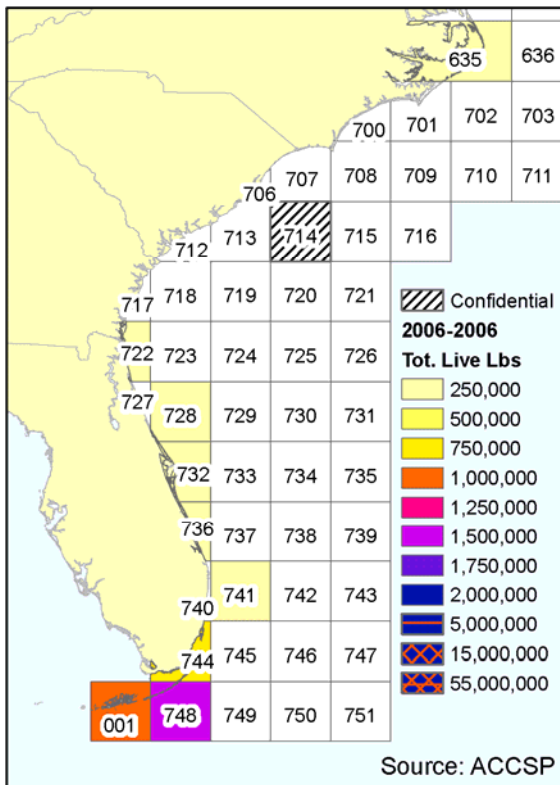 635 636
700 701 702 703
706 707 708 709 710 711
712 713 714 715 716
717 718 719 720 721
722 723 724 725 726
727 728 729 730 731
732 733 734 735
736 737 738 739
740 741 742 743
744 745 746 747
001 748 749 750 751
Confidential
2006-2006
Tot. Live Lbs
250,000
500,000
750,000
1,000,000
1,250,000
1,500,000
1,750,000
2,000,000
5,000,000
15,000,000
55,000,000
Source: ACCSP